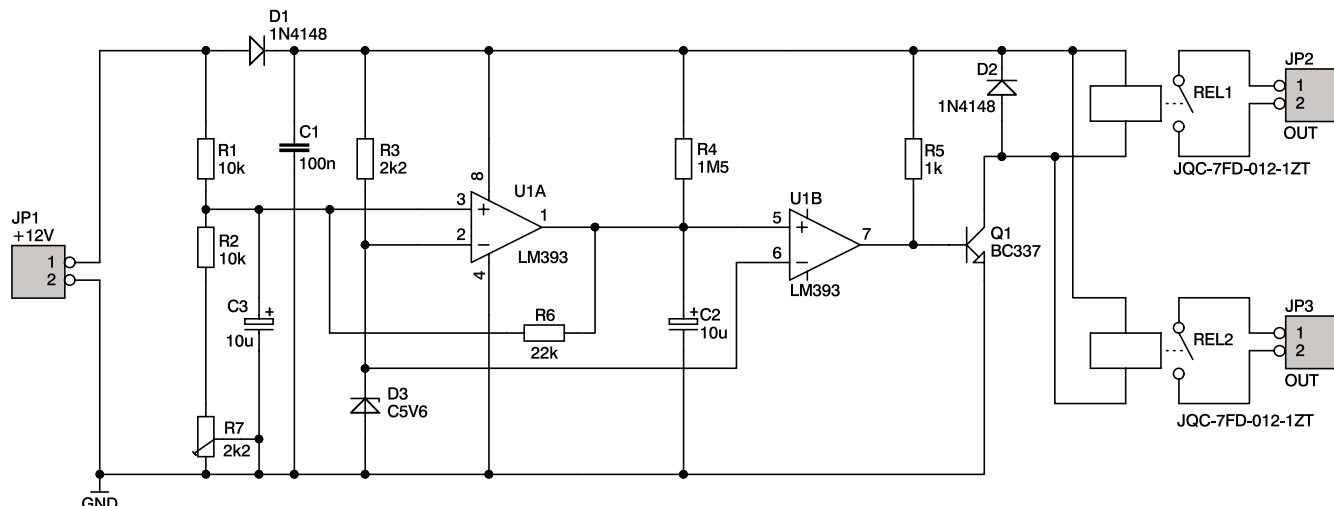 D1
1N4148
D2
1N4148
JP2
1
2
OUT
REL1
JQC-7FD-012-1ZT
C1
100n
R1
10k
R3
2k2
R4
1M5
R5
1k
8
U1A
3
+
2
−
1
4
LM393
U1B
5
+
6
−
7
LM393
Q1
BC337
JP1
+12V
1
2
R2
10k
C3
+
10u
R6
22k
+
C2
10u
D3
C5V6
R7
2k2
JP3
1
2
OUT
REL2
JQC-7FD-012-1ZT
GND